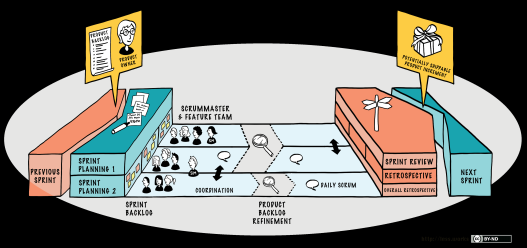 PRODUCT
BACKLOG
PRODUCT
OWNER
POTENTIALLY SHIPPABLE
PRODUCT INCREMENT
SCRUMMASTER
& FEATURE TEAM
PREVIOUS
SPRINT
SPRINT
PLANNING 1
SPRINT
PLANNING 2
COORDINATION
DAILY SCRUM
SPRINT REVIEW
RETROSPECTIVE
OVERALL RETROSPECTIVE
NEXT
SPRINT
SPRINT
BACKLOG
PRODUCT
BACKLOG
REFINEMENT
BY-ND